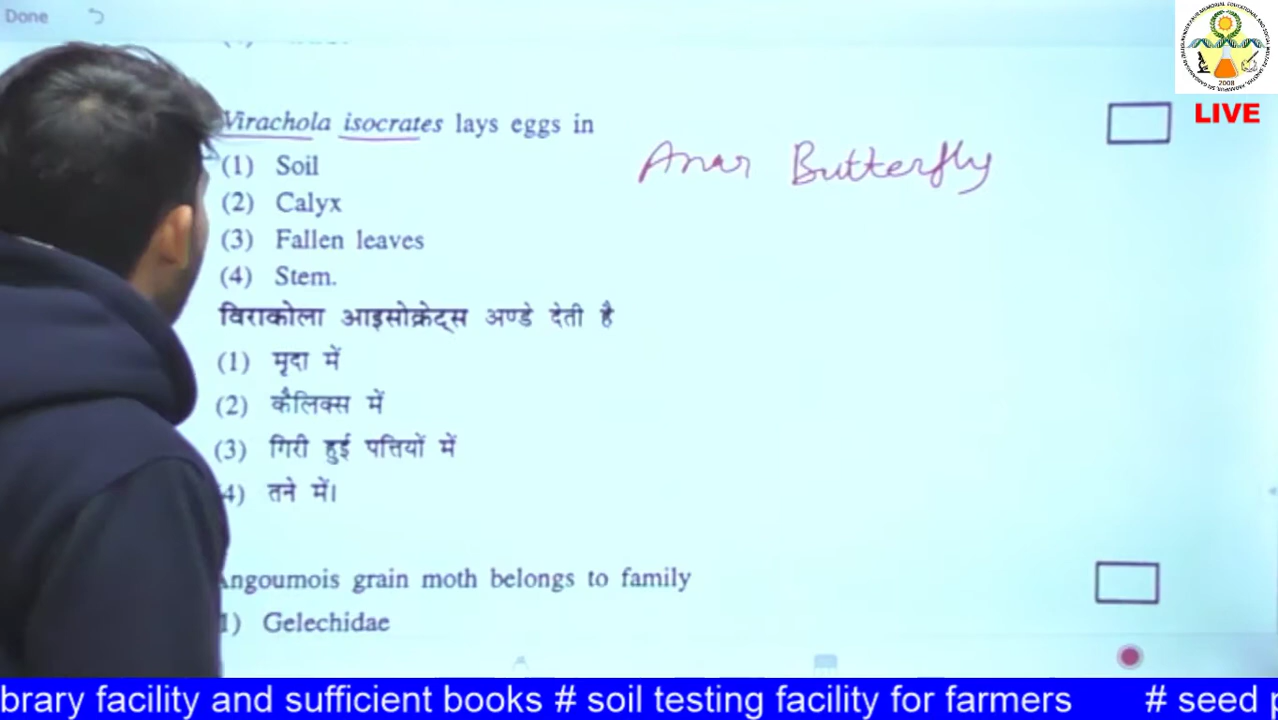 Done
LIVE
2008
Virachola isocrates lays eggs in
Anar Butterfly
(1) Soil
(2) Calyx
(3) Fallen leaves
(4) Stem.
विराकोला आइसोक्रेट्स अण्डे देती है
(1) मृदा में
(2) कैलिक्स में
(3) गिरी हुई पत्तियों में
4) तने में।
Angoumois grain moth belongs to family
1) Gelechidae
brary facility and sufficient books # soil testing facility for farmers # seed p